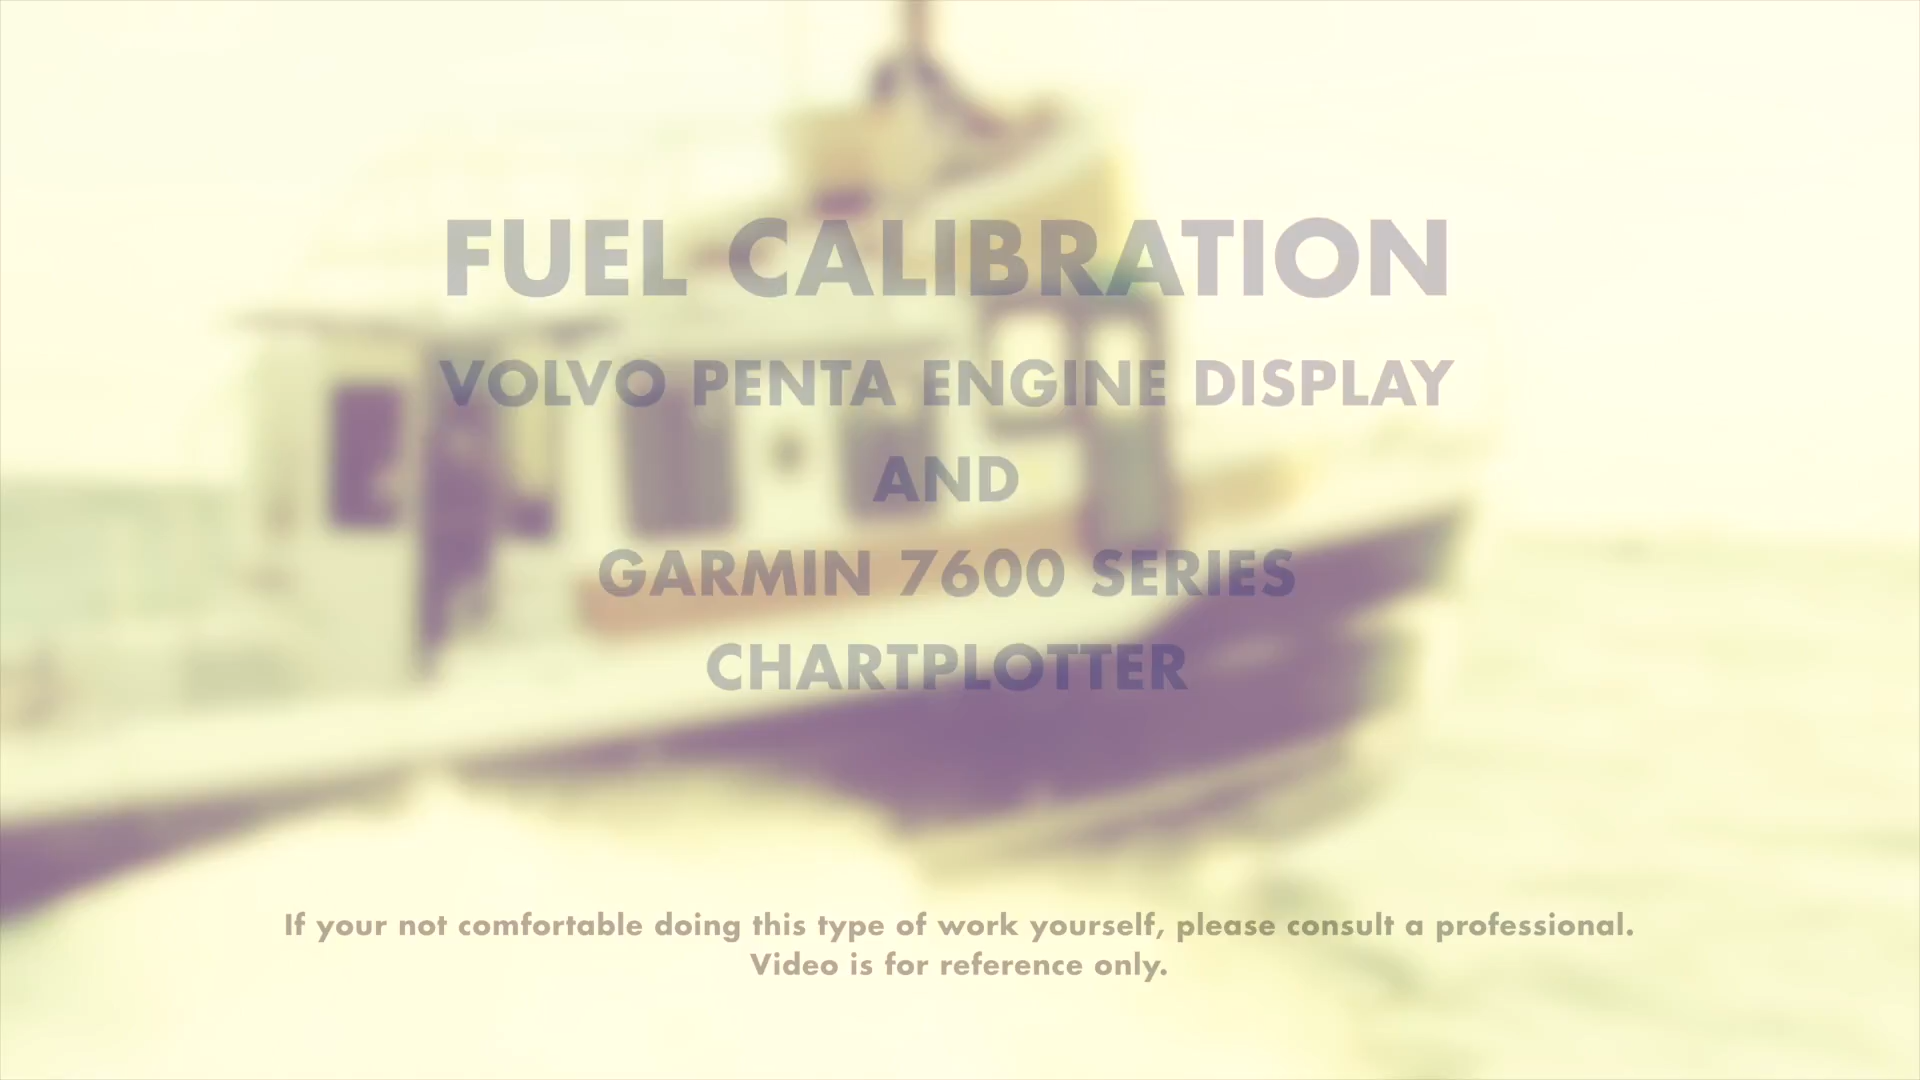 FUEL CALIBRATION
VOLVO PENTA ENGINE DISPLAY
AND
GARMIN 7600 SERIES
CHARTPLOTTER
If your not comfortable doing this type of work yourself, please consult a professional.
Video is for reference only.